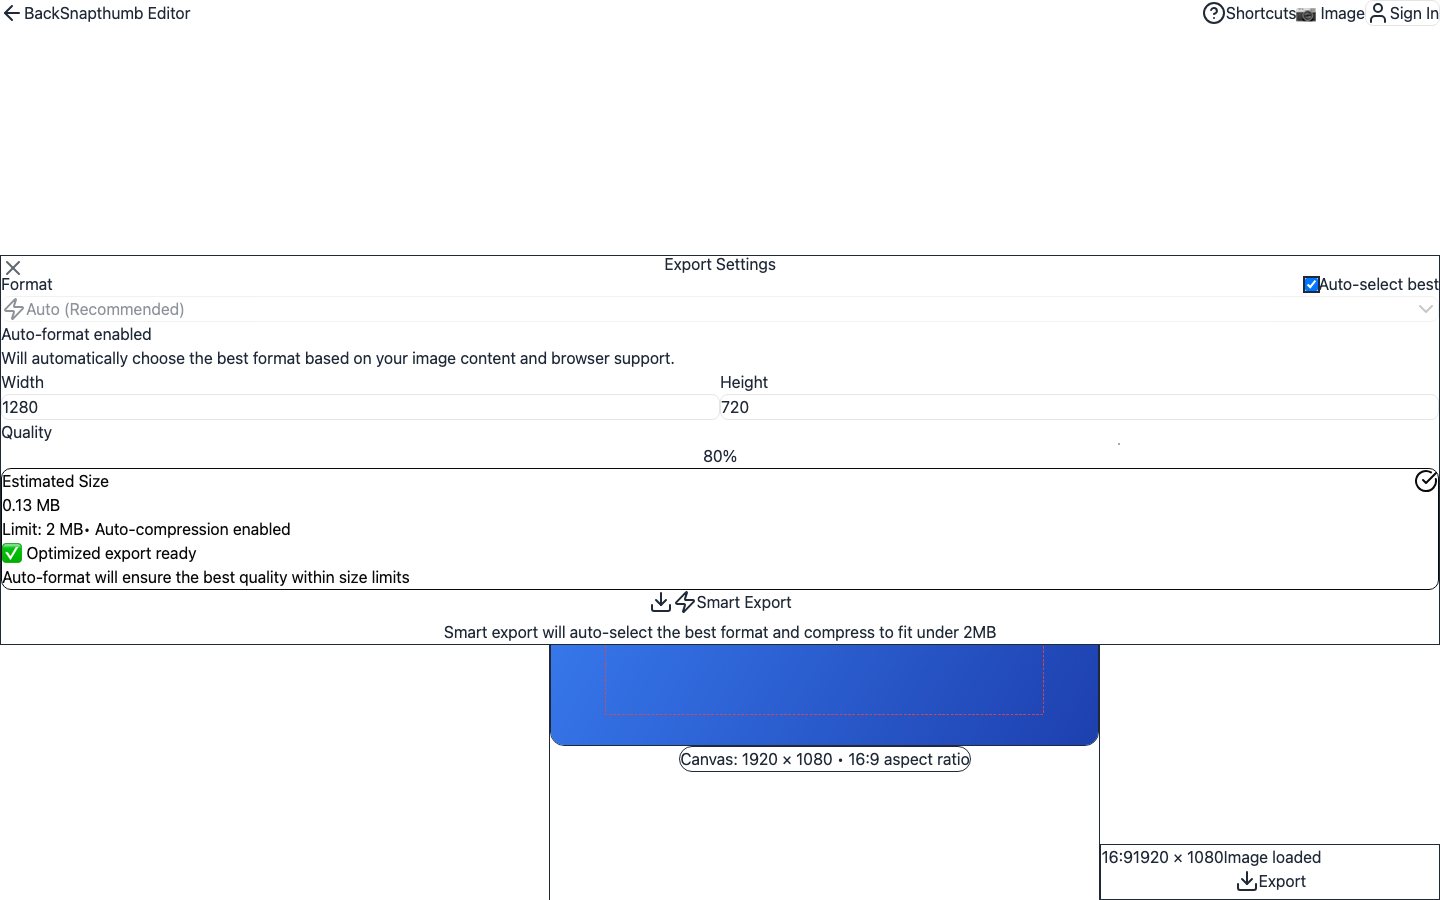 BackSnapthumb Editor
Shortcuts Image Sign In
Export Settings
Format Auto-select best
Auto (Recommended)
Auto-format enabled
Will automatically choose the best format based on your image content and browser support.
Width Height
1280 720
Quality
80%
Estimated Size
0.13 MB
Limit: 2 MB• Auto-compression enabled
✅ Optimized export ready
Auto-format will ensure the best quality within size limits
Smart Export
Smart export will auto-select the best format and compress to fit under 2MB
Canvas: 1920 × 1080 • 16:9 aspect ratio
16:91920 × 1080Image loaded
Export